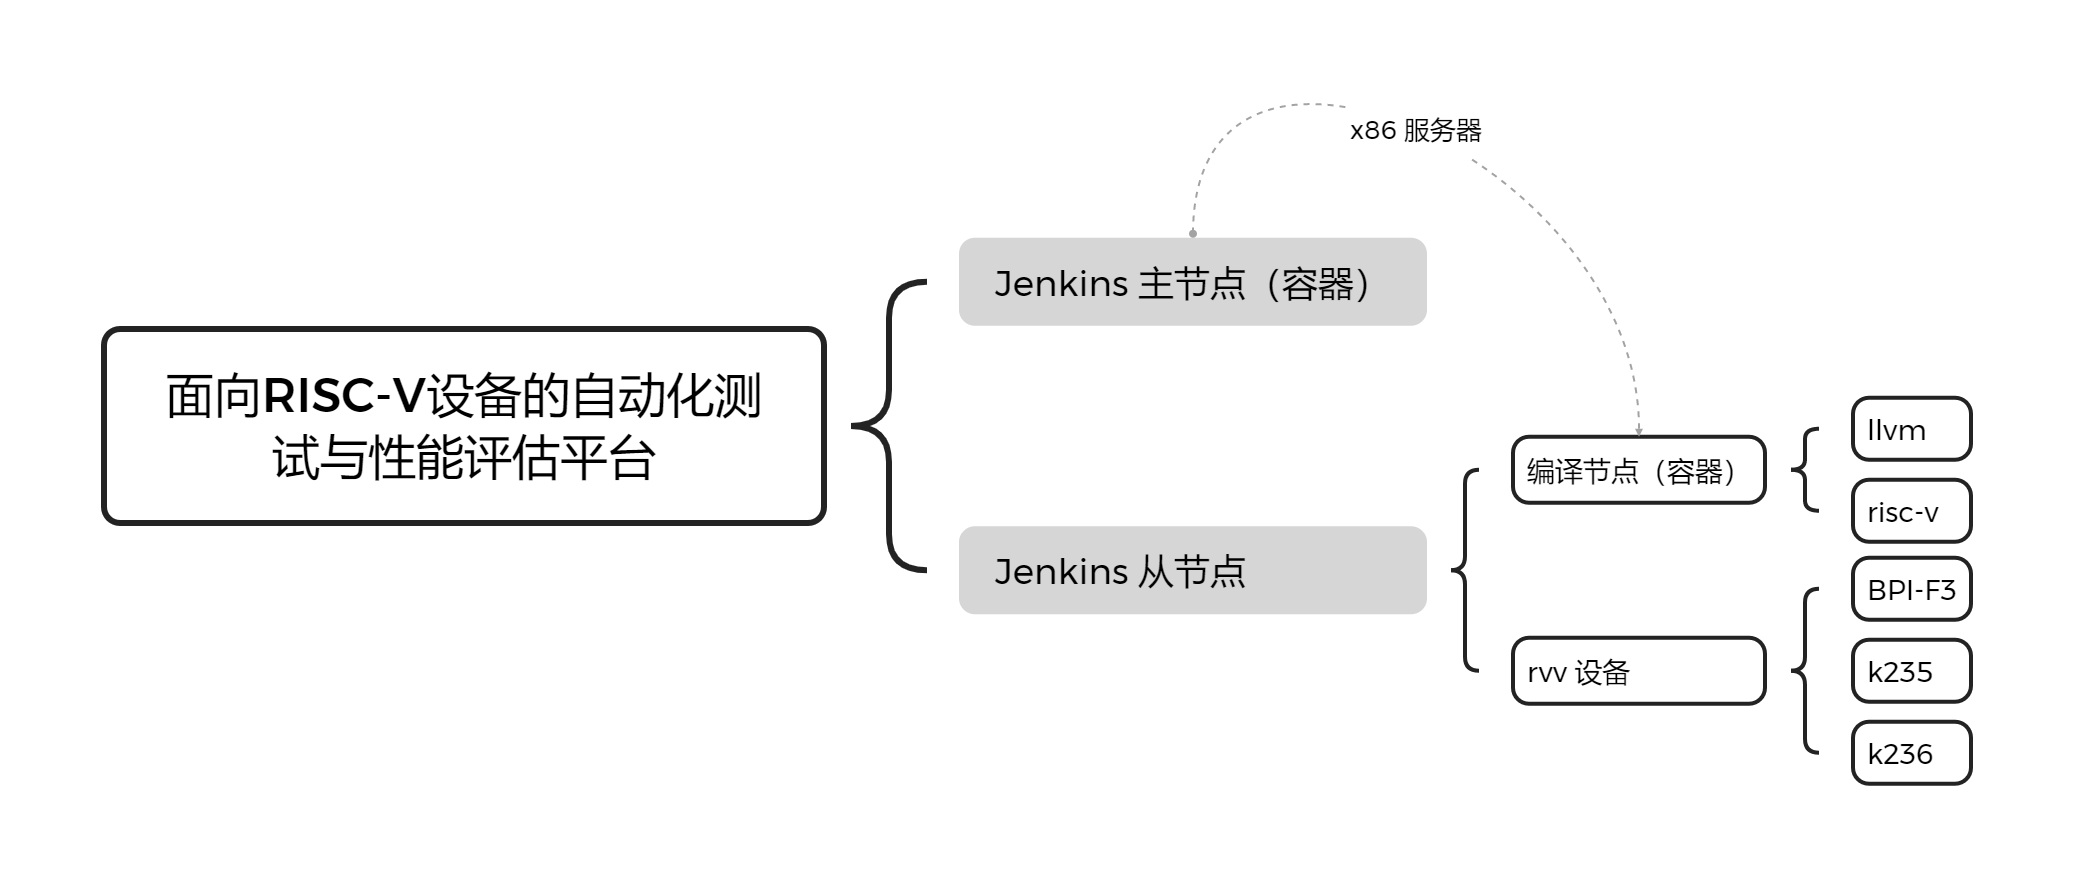 x86 服务器
Jenkins 主节点（容器）
面向RISC-V设备的自动化测
试与性能评估平台
Jenkins 从节点
编译节点（容器）
llvm
risc-v
rvv 设备
BPI-F3
k235
k236